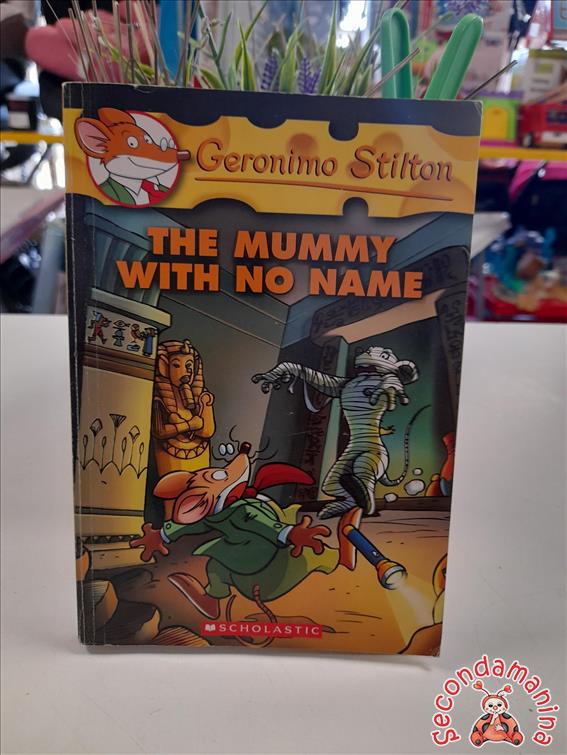 Geronimo Stilton
THE MUMMY
WITH NO NAME
SCHOLASTIC
Secondamanina